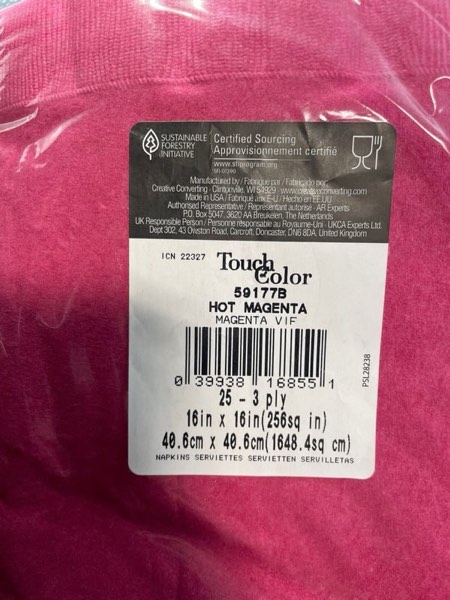 SUSTAINABLE
FORESTRY
INITIATIVE
Certified Sourcing
Approvisionnement certifié
www.sfiprogram.org
Manufactured by / Fabriqué par / Fabricado por:
Creative Converting - Clintonville, WI 54929 - www.creativeconverting.com
Made in USA / Fabriqué aux E-U / Hecho en EE.UU
Authorised Representative / Représentant autorisé - AR Experts
P.O. Box 5047, 3620 AA Breukelen, The Netherlands
UK Responsible Person / Personne responsable au Royaume-Uni - UKCA Experts Ltd.
Dept 302, 43 Owston Road, Carcroft, Doncaster, DN6 8DA, United Kingdom
ICN 22327
Touch
of
Color
59177B
HOT MAGENTA
MAGENTA VIF
0 39938 16855 1
PSL28238
25 - 3 ply
16in x 16in(256sq in)
40.6cm x 40.6cm(1648.4sq cm)
NAPKINS SERVIETTES SERVIETTEN SERVILLETAS